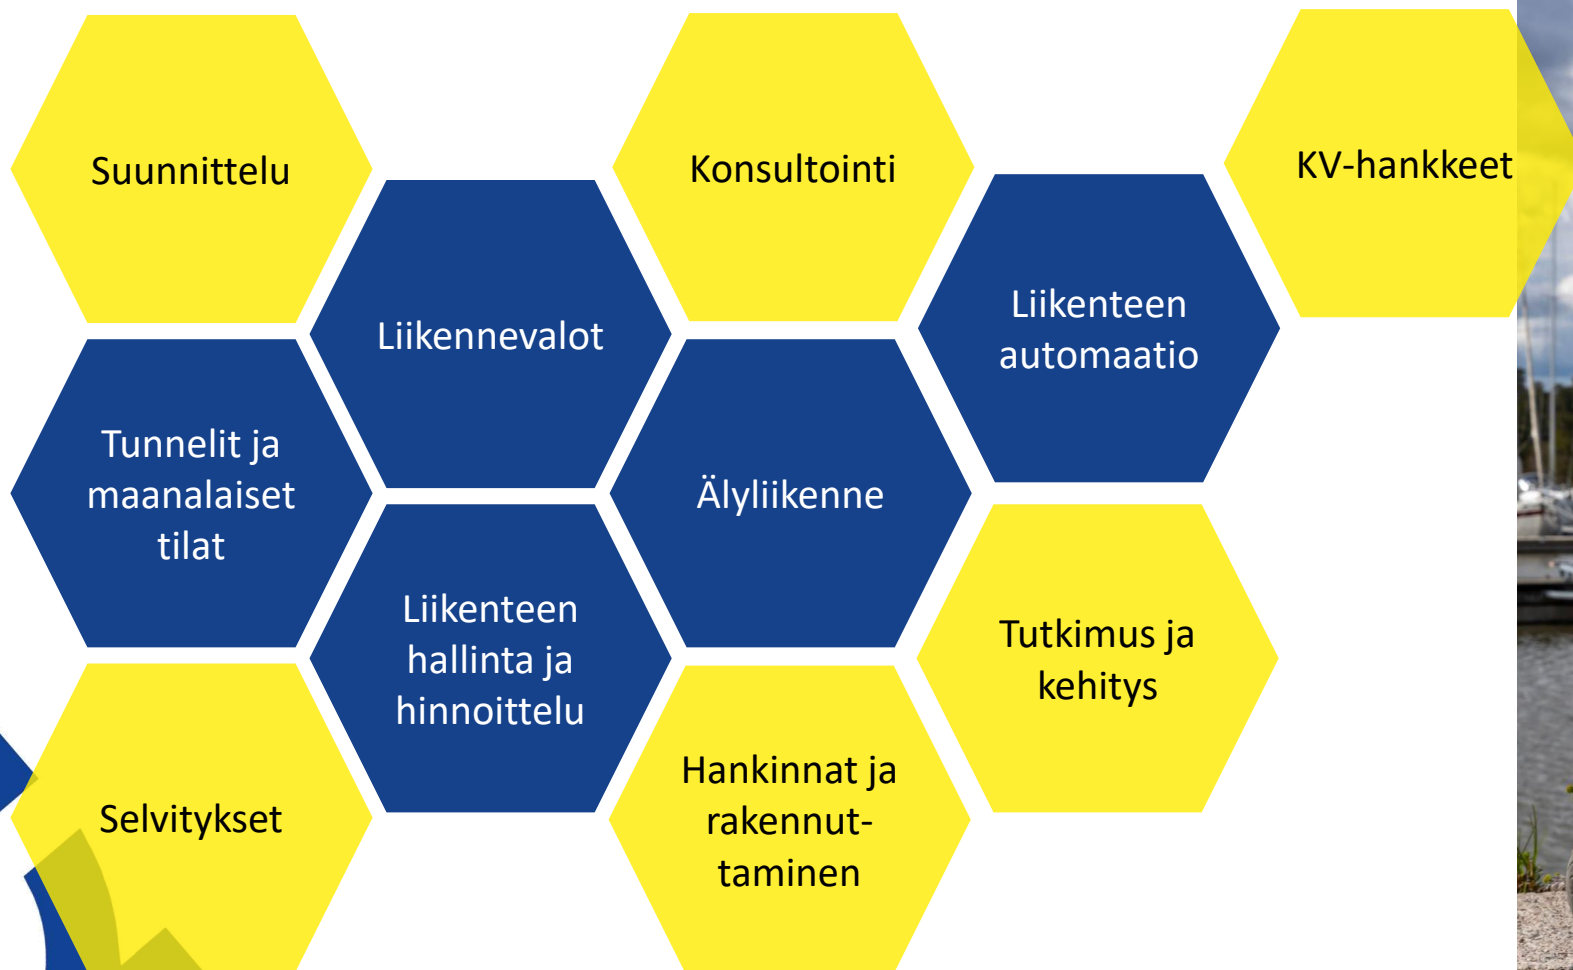 Suunnittelu
Konsultointi
KV-hankkeet
Liikennevalot
Liikenteen
automaatio
Tunnelit ja
maanalaiset
tilat
Älyliikenne
Liikenteen
hallinta ja
hinnoittelu
Tutkimus ja
kehitys
Selvitykset
Hankinnat ja
rakennut-
taminen